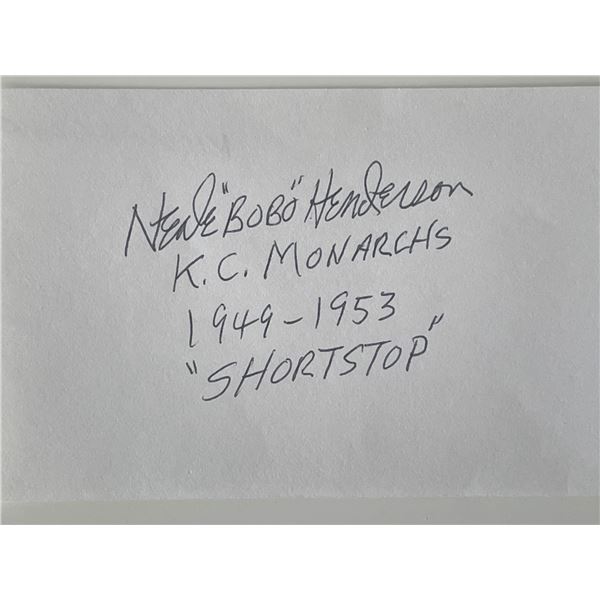 Neale "BOBO" Henderson
K.C. MONARCHS
1949-1953
"SHORTSTOP"